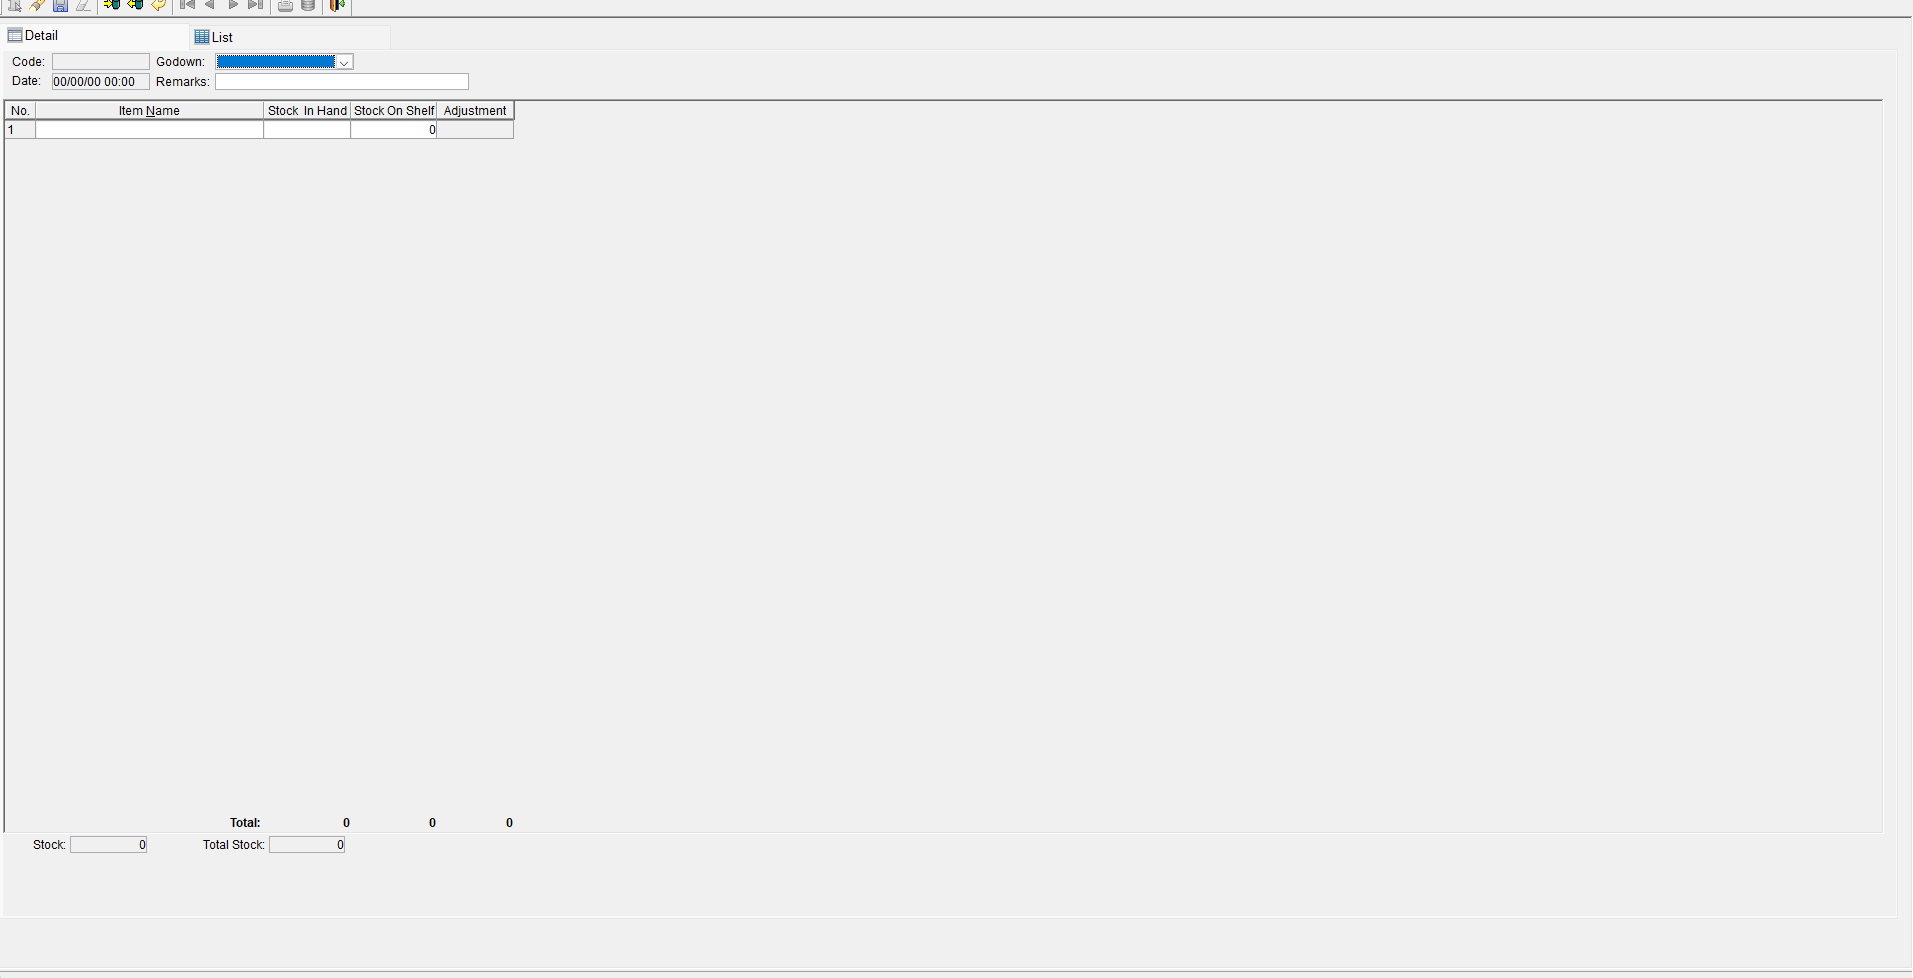 Detail List
Code: Godown:
Date: 00/00/00 00:00 Remarks:
No. Item Name Stock In Hand Stock On Shelf Adjustment
1 0
Total: 0 0 0
Stock: 0 Total Stock: 0